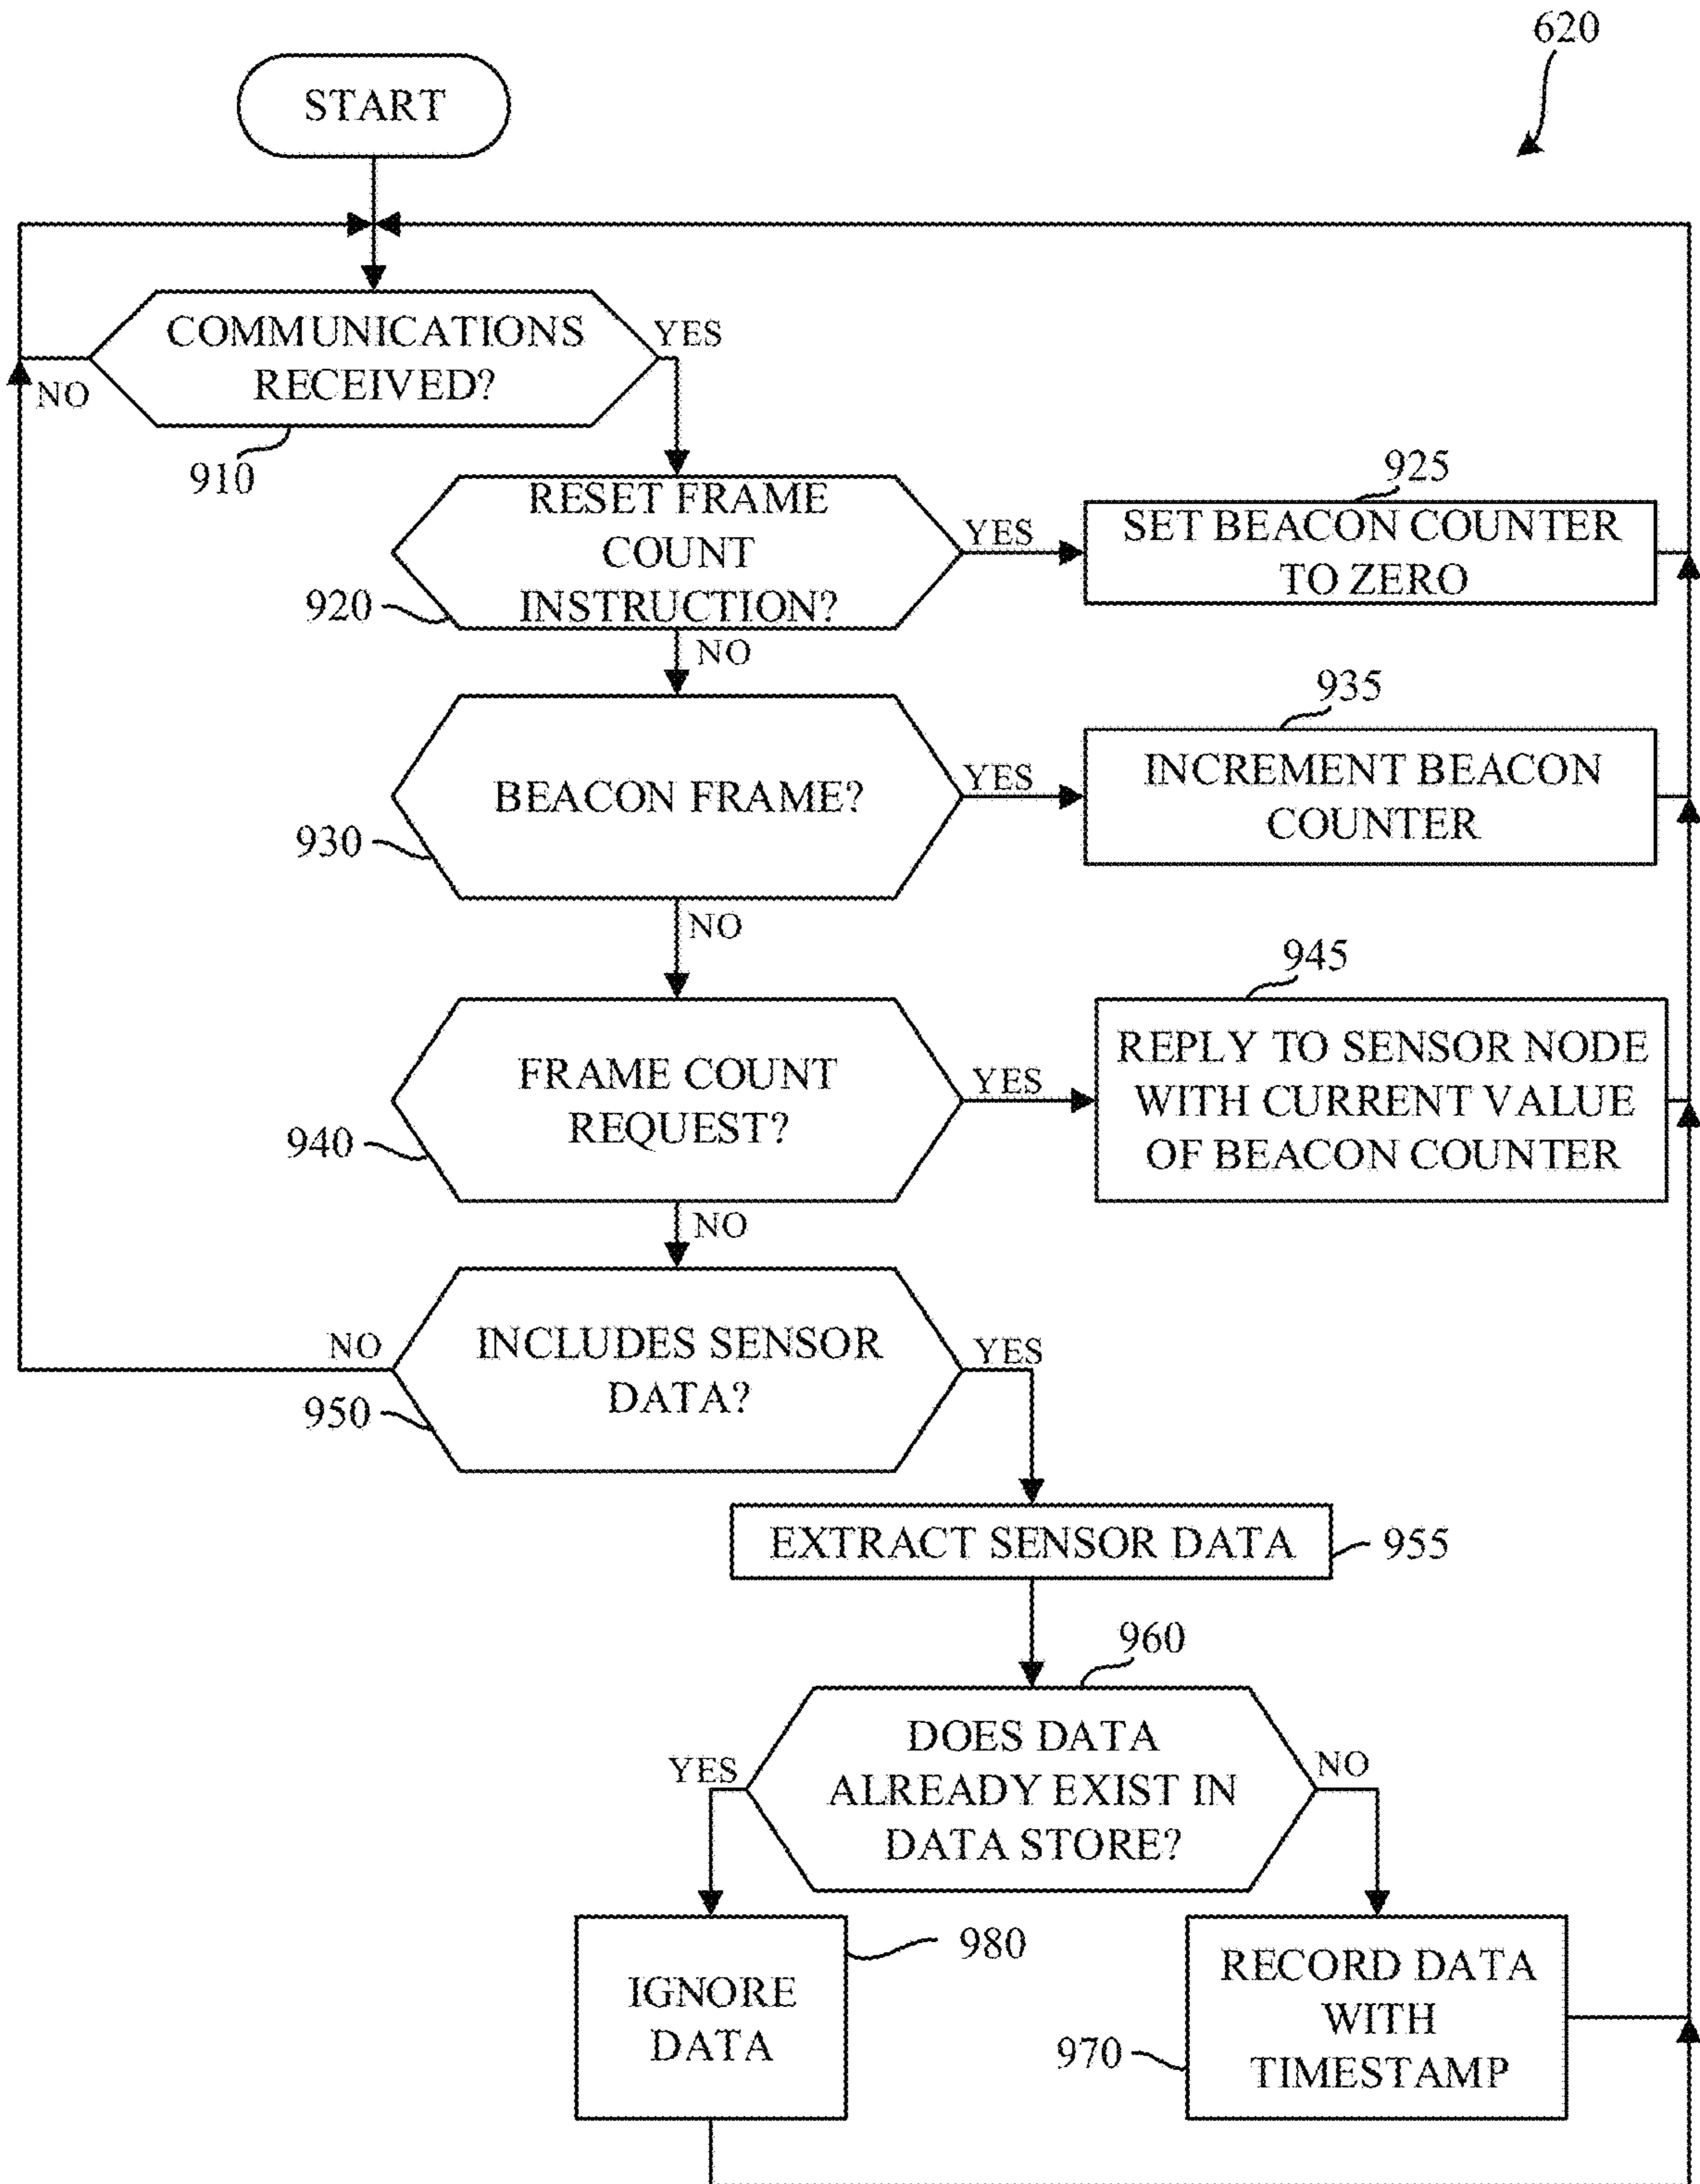 620
START
COMMUNICATIONS
RECEIVED?
YES
NO
910
RESET FRAME
COUNT
INSTRUCTION?
920
YES
925
SET BEACON COUNTER
TO ZERO
NO
BEACON FRAME?
930
YES
935
INCREMENT BEACON
COUNTER
NO
FRAME COUNT
REQUEST?
940
YES
945
REPLY TO SENSOR NODE
WITH CURRENT VALUE
OF BEACON COUNTER
NO
INCLUDES SENSOR
DATA?
950
NO
YES
EXTRACT SENSOR DATA
955
960
DOES DATA
ALREADY EXIST IN
DATA STORE?
YES
NO
IGNORE
DATA
980
RECORD DATA
WITH
TIMESTAMP
970